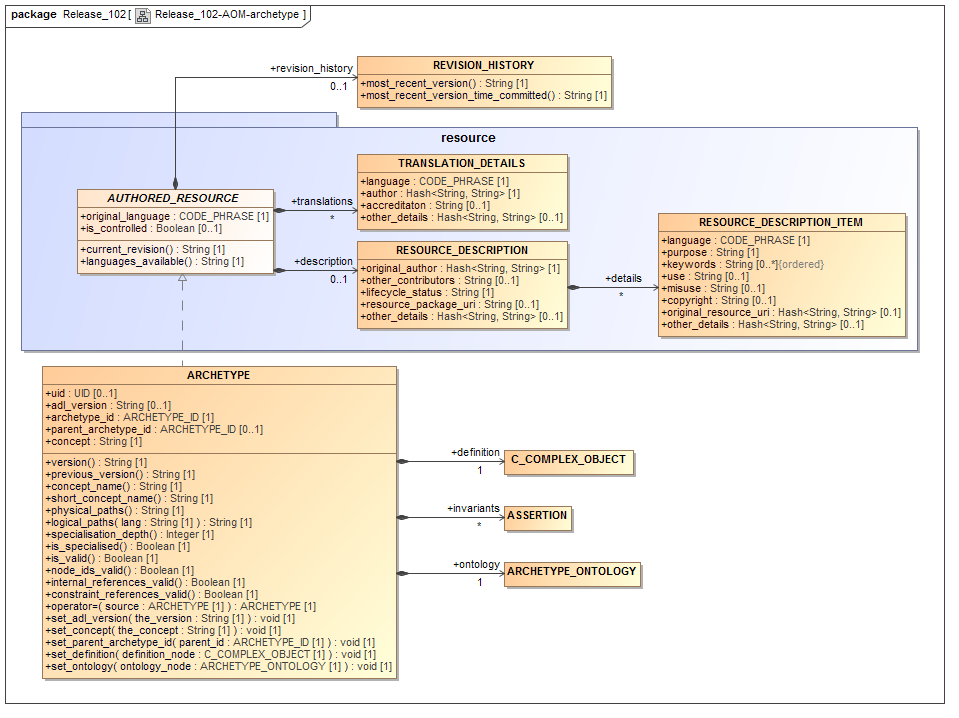 package Release_102 [ Release_102-AOM-archetype ]
REVISION_HISTORY
+most_recent_version() : String [1]
+most_recent_version_time_committed() : String [1]
+revision_history
0..1
resource
TRANSLATION_DETAILS
+language : CODE_PHRASE [1]
+author : Hash<String, String> [1]
+accreditaton : String [0..1]
+other_details : Hash<String, String> [0..1]
AUTHORED_RESOURCE
+original_language : CODE_PHRASE [1]
+is_controlled : Boolean [0..1]
+current_revision() : String [1]
+languages_available() : String [1]
+translations
*
+description
0..1
RESOURCE_DESCRIPTION
+original_author : Hash<String, String> [1]
+other_contributors : String [0..1]
+lifecycle_status : String [1]
+resource_package_uri : String [0..1]
+other_details : Hash<String, String> [0..1]
+details
*
RESOURCE_DESCRIPTION_ITEM
+language : CODE_PHRASE [1]
+purpose : String [1]
+keywords : String [0..*]{ordered}
+use : String [0..1]
+misuse : String [0..1]
+copyright : String [0..1]
+original_resource_uri : Hash<String, String> [0.1]
+other_details : Hash<String, String> [0..1]
ARCHETYPE
+uid : UID [0..1]
+adl_version : String [0..1]
+archetype_id : ARCHETYPE_ID [1]
+parent_archetype_id : ARCHETYPE_ID [0..1]
+concept : String [1]
+version() : String [1]
+previous_version() : String [1]
+concept_name() : String [1]
+short_concept_name() : String [1]
+physical_paths() : String [1]
+logical_paths( lang : String [1] ) : String [1]
+specialisation_depth() : Integer [1]
+is_specialised() : Boolean [1]
+is_valid() : Boolean [1]
+node_ids_valid() : Boolean [1]
+internal_references_valid() : Boolean [1]
+constraint_references_valid() : Boolean [1]
+operator=( source : ARCHETYPE [1] ) : ARCHETYPE [1]
+set_adl_version( the_version : String [1] ) : void [1]
+set_concept( the_concept : String [1] ) : void [1]
+set_parent_archetype_id( parent_id : ARCHETYPE_ID [1] ) : void [1]
+set_definition( definition_node : C_COMPLEX_OBJECT [1] ) : void [1]
+set_ontology( ontology_node : ARCHETYPE_ONTOLOGY [1] ) : void [1]
+definition
1
C_COMPLEX_OBJECT
+invariants
*
ASSERTION
+ontology
1
ARCHETYPE_ONTOLOGY